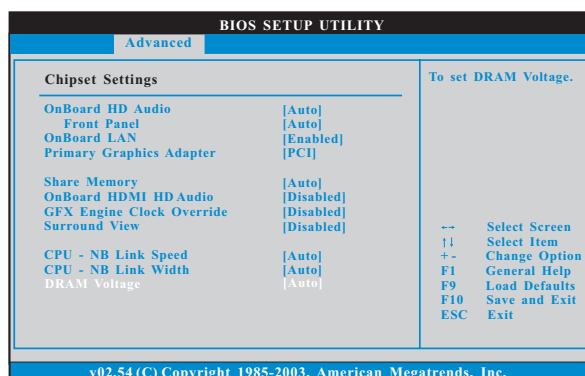 BIOS SETUP UTILITY
Advanced
Chipset Settings
OnBoard HD Audio [Auto]
Front Panel [Auto]
OnBoard LAN [Enabled]
Primary Graphics Adapter [PCI]
Share Memory [Auto]
OnBoard HDMI HD Audio [Disabled]
GFX Engine Clock Override [Disabled]
Surround View [Disabled]
CPU - NB Link Speed [Auto]
CPU - NB Link Width [Auto]
DRAM Voltage [Auto]
To set DRAM Voltage.
←→ Select Screen
↑↓ Select Item
+ - Change Option
F1 General Help
F9 Load Defaults
F10 Save and Exit
ESC Exit
v02.54 (C) Copyright 1985-2003, American Megatrends, Inc.